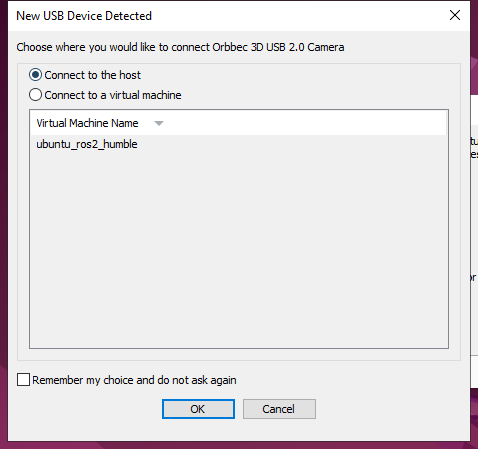 New USB Device Detected
Choose where you would like to connect Orbbec 3D USB 2.0 Camera
Connect to the host
Connect to a virtual machine
Virtual Machine Name
ubuntu_ros2_humble
Remember my choice and do not ask again
OK
Cancel